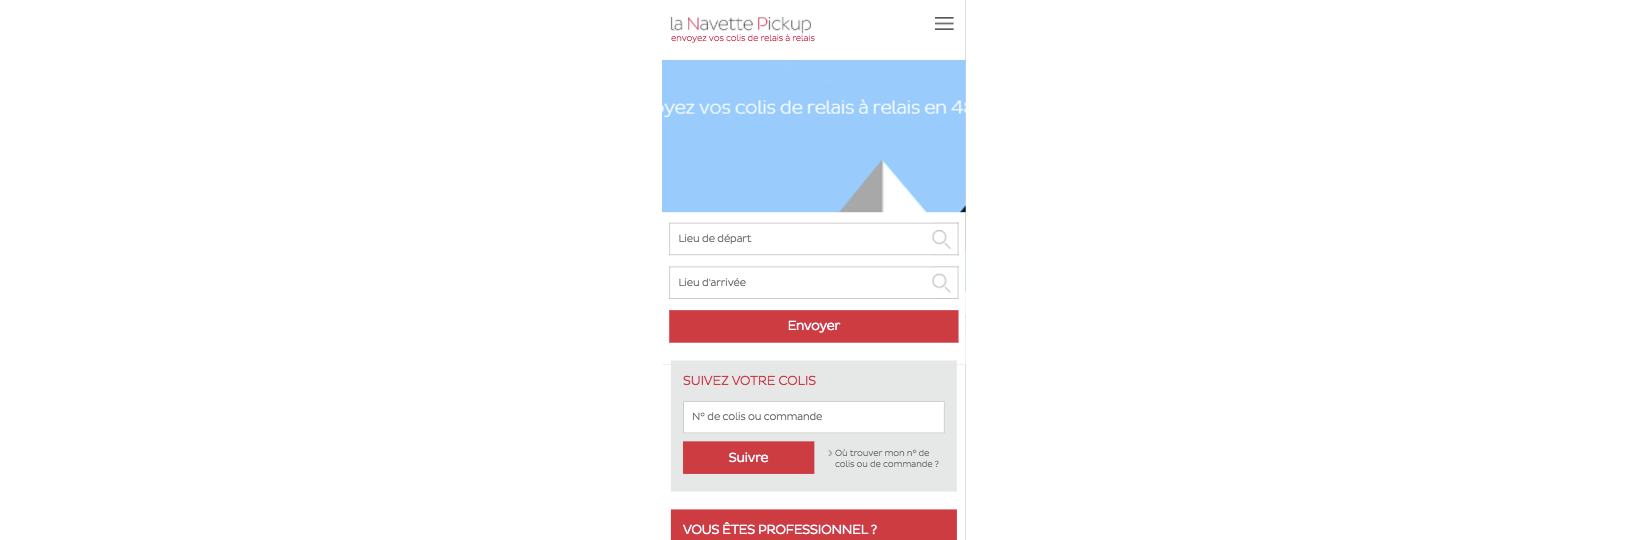 la Navette Pickup
envoyez vos colis de relais à relais
vos colis de relais à relais en
Lieu de départ
Lieu d'arrivée
Envoyer
SUIVEZ VOTRE COLIS
N° de colis ou commande
Suivre
> Où trouver mon n° de
colis ou de commande ?
VOUS ÊTES PROFESSIONNEL ?